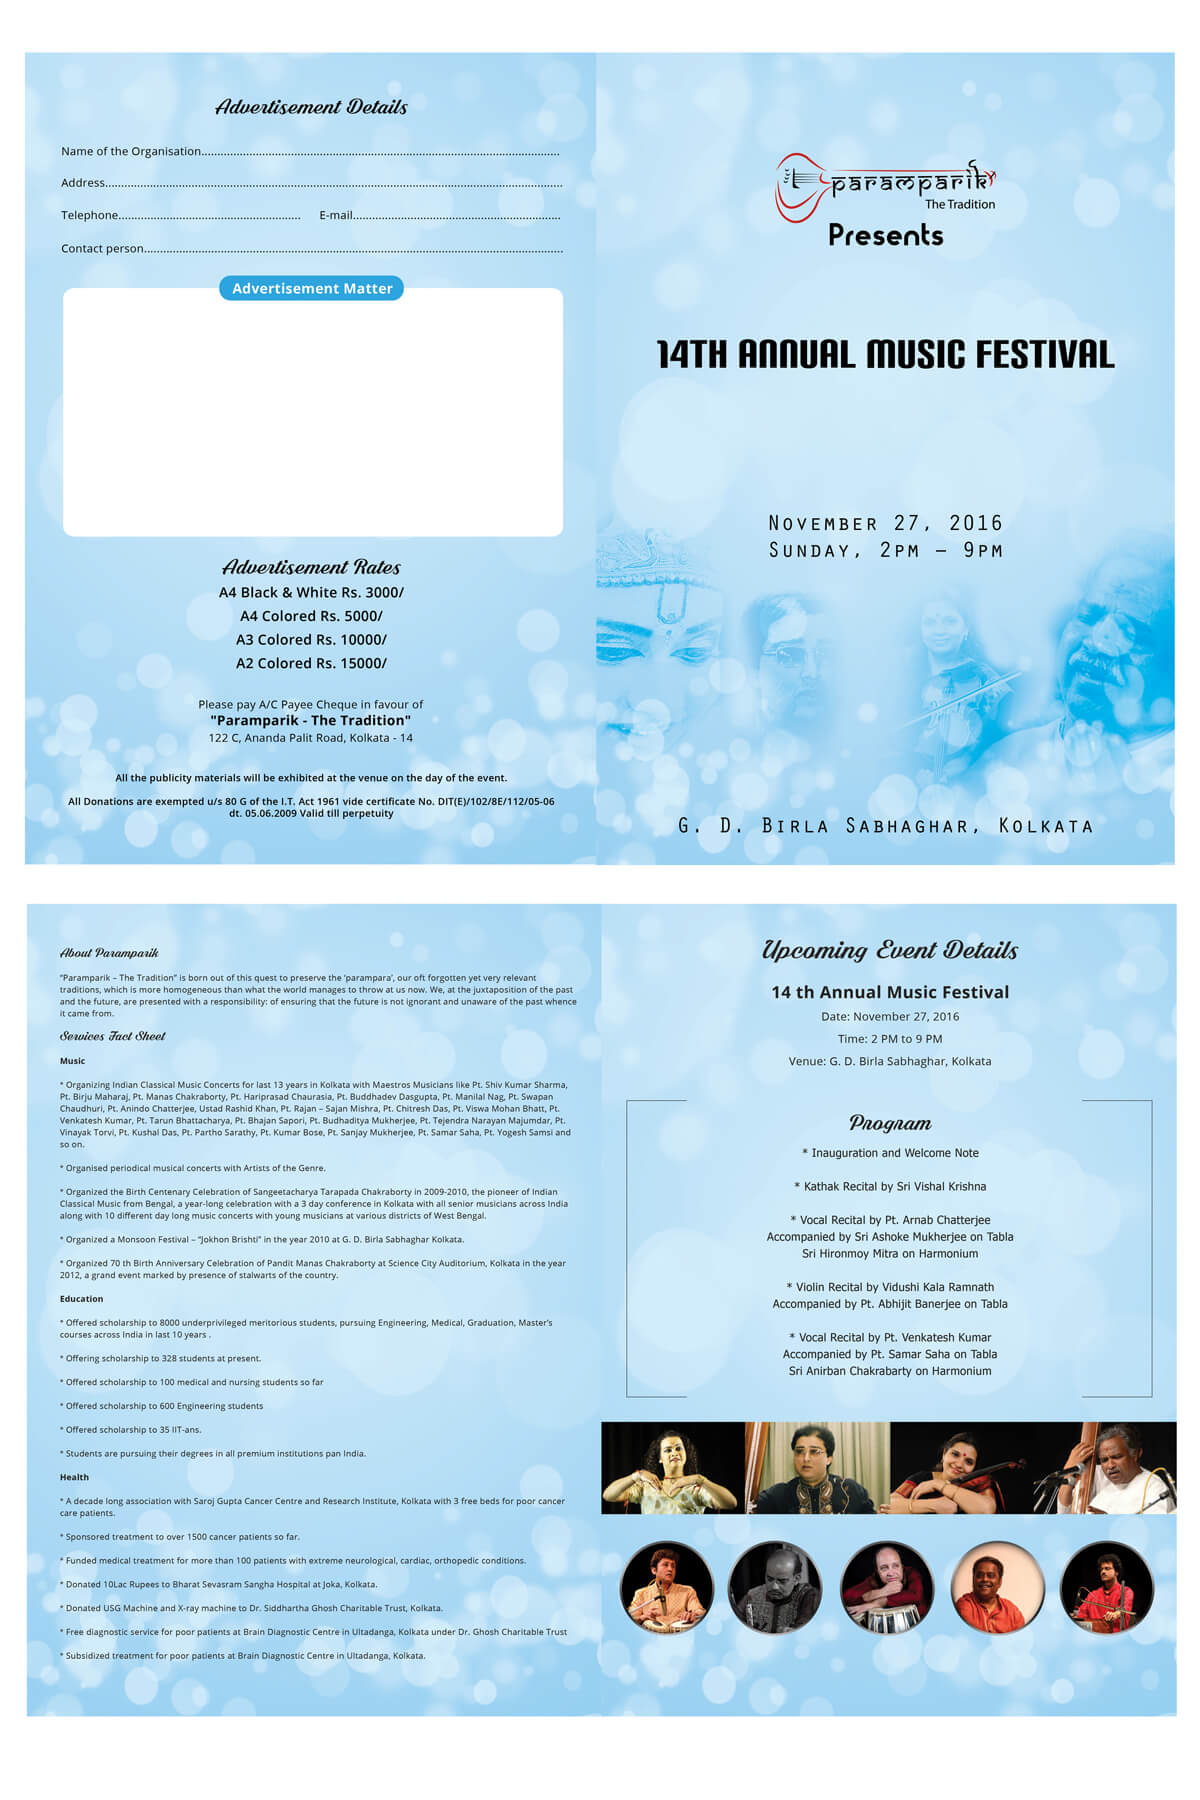 Advertisement Details
Name of the Organisation................................................................................................................
Address...............................................................................................................................................
Telephone.........................................................  E-mail.................................................................
Contact person...................................................................................................................................
Advertisement Matter
Advertisement Rates
A4 Black & White Rs. 3000/
A4 Colored Rs. 5000/
A3 Colored Rs. 10000/
A2 Colored Rs. 15000/
Please pay A/C Payee Cheque in favour of
"Paramparik - The Tradition"
122 C, Ananda Palit Road, Kolkata - 14
All the publicity materials will be exhibited at the venue on the day of the event.
All Donations are exempted u/s 80 G of the I.T. Act 1961 vide certificate No. DIT(E)/102/8E/112/05-06
dt. 05.06.2009 Valid till perpetuity
paramparik
The Tradition
Presents
14TH ANNUAL MUSIC FESTIVAL
November 27, 2016
Sunday, 2pm – 9pm
G. D. Birla Sabhaghar, Kolkata
About Paramparik
“Paramparik – The Tradition” is born out of this quest to preserve the ‘parampara’, our oft forgotten yet very relevant
traditions, which is more homogeneous than what the world manages to throw at us now. We, at the juxtaposition of the past
and the future, are presented with a responsibility: of ensuring that the future is not ignorant and unaware of the past whence
it came from.
Services Fact Sheet
Music
* Organizing Indian Classical Music Concerts for last 13 years in Kolkata with Maestros Musicians like Pt. Shiv Kumar Sharma,
Pt. Birju Maharaj, Pt. Manas Chakraborty, Pt. Hariprasad Chaurasia, Pt. Buddhadev Dasgupta, Pt. Manilal Nag, Pt. Swapan
Chaudhuri, Pt. Anindo Chatterjee, Ustad Rashid Khan, Pt. Rajan – Sajan Mishra, Pt. Chitresh Das, Pt. Viswa Mohan Bhatt, Pt.
Venkatesh Kumar, Pt. Tarun Bhattacharya, Pt. Bhajan Sapori, Pt. Budhaditya Mukherjee, Pt. Tejendra Narayan Majumdar, Pt.
Vinayak Torvi, Pt. Kushal Das, Pt. Partho Sarathy, Pt. Kumar Bose, Pt. Sanjay Mukherjee, Pt. Samar Saha, Pt. Yogesh Samsi and
so on.
* Organised periodical musical concerts with Artists of the Genre.
* Organized the Birth Centenary Celebration of Sangeetacharya Tarapada Chakraborty in 2009-2010, the pioneer of Indian
Classical Music from Bengal, a year-long celebration with a 3 day conference in Kolkata with all senior musicians across India
along with 10 different day long music concerts with young musicians at various districts of West Bengal.
* Organized a Monsoon Festival – “Jokhon Brishti” in the year 2010 at G. D. Birla Sabhaghar Kolkata.
* Organized 70 th Birth Anniversary Celebration of Pandit Manas Chakraborty at Science City Auditorium, Kolkata in the year
2012, a grand event marked by presence of stalwarts of the country.
Education
* Offered scholarship to 8000 underprivileged meritorious students, pursuing Engineering, Medical, Graduation, Master’s
courses across India in last 10 years .
* Offering scholarship to 328 students at present.
* Offered scholarship to 100 medical and nursing students so far
* Offered scholarship to 600 Engineering students
* Offered scholarship to 35 IIT-ans.
* Students are pursuing their degrees in all premium institutions pan India.
Health
* A decade long association with Saroj Gupta Cancer Centre and Research Institute, Kolkata with 3 free beds for poor cancer
care patients.
* Sponsored treatment to over 1500 cancer patients so far.
* Funded medical treatment for more than 100 patients with extreme neurological, cardiac, orthopedic conditions.
* Donated 10Lac Rupees to Bharat Sevasram Sangha Hospital at Joka, Kolkata.
* Donated USG Machine and X-ray machine to Dr. Siddhartha Ghosh Charitable Trust, Kolkata.
* Free diagnostic service for poor patients at Brain Diagnostic Centre in Ultadanga, Kolkata under Dr. Ghosh Charitable Trust
* Subsidized treatment for poor patients at Brain Diagnostic Centre in Ultadanga, Kolkata.
Upcoming Event Details
14 th Annual Music Festival
Date: November 27, 2016
Time: 2 PM to 9 PM
Venue: G. D. Birla Sabhaghar, Kolkata
Program
* Inauguration and Welcome Note
* Kathak Recital by Sri Vishal Krishna
* Vocal Recital by Pt. Arnab Chatterjee
Accompanied by Sri Ashoke Mukherjee on Tabla
Sri Hironmoy Mitra on Harmonium
* Violin Recital by Vidushi Kala Ramnath
Accompanied by Pt. Abhijit Banerjee on Tabla
* Vocal Recital by Pt. Venkatesh Kumar
Accompanied by Pt. Samar Saha on Tabla
Sri Anirban Chakrabarty on Harmonium